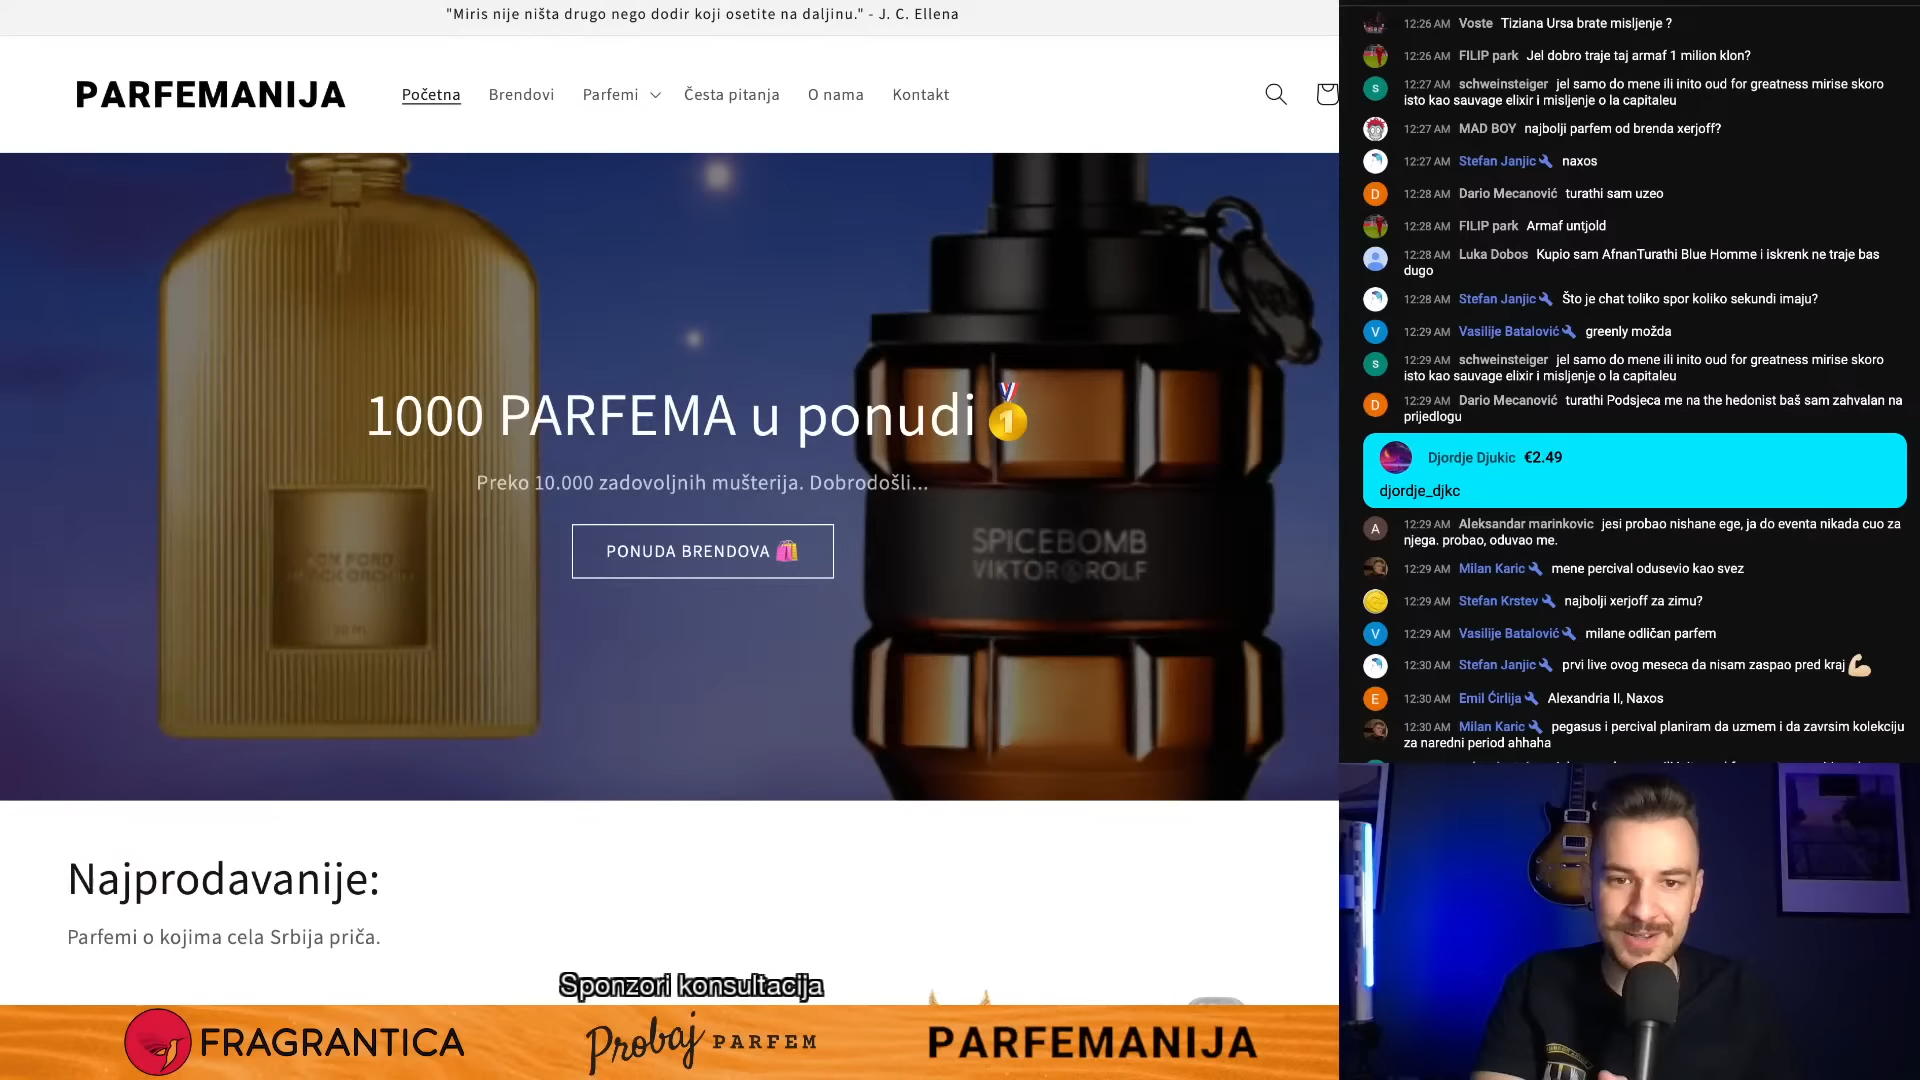 "Miris nije ništa drugo nego dodir koji osetite na daljinu." - J. C. Ellena
PARFEMANIJA
Početna
Brendovi
Parfemi
Česta pitanja
O nama
Kontakt
1000 PARFEMA u ponudi
Preko 10.000 zadovoljnih mušterija. Dobrodošli...
PONUDA BRENDOVA
SPICEBOMB
VIKTOR&ROLF
Najprodavanije:
Parfemi o kojima cela Srbija priča.
Sponzori konsultacija
FRAGRANTICA
Probaj PARFEM
PARFEMANIJA
12:26 AM Voste Tiziana Ursa brate misljenje ?
12:26 AM FILIP park Jel dobro traje taj armaf 1 milion klon?
12:27 AM schweinsteiger jel samo do mene ili inito oud for greatness mirise skoro
isto kao sauvage elixir i misljenje o la capitaleu
12:27 AM MAD BOY najbolji parfem od brenda xerjoff?
12:27 AM Stefan Janjic naxos
12:28 AM Dario Mecanović turathi sam uzeo
12:28 AM FILIP park Armaf untjold
12:28 AM Luka Dobos Kupio sam AfnanTurathi Blue Homme i iskrenk ne traje bas
dugo
12:28 AM Stefan Janjic Što je chat toliko spor koliko sekundi imaju?
12:29 AM Vasilije Batalović greenly možda
12:29 AM schweinsteiger jel samo do mene ili inito oud for greatness mirise skoro
isto kao sauvage elixir i misljenje o la capitaleu
12:29 AM Dario Mecanović turathi Podsjeca me na the hedonist baš sam zahvalan na
prijedlogu
Djordje Djukic €2.49
djordje_djkc
12:29 AM Aleksandar marinkovic jesi probao nishane ege, ja do eventa nikada cuo za
njega. probao, oduvao me.
12:29 AM Milan Karic mene percival odusevio kao svez
12:29 AM Stefan Krstev najbolji xerjoff za zimu?
12:29 AM Vasilije Batalović milane odličan parfem
12:30 AM Stefan Janjic prvi live ovog meseca da nisam zaspao pred kraj
12:30 AM Emil Ćirlija Alexandria II, Naxos
12:30 AM Milan Karic pegasus i percival planiram da uzmem i da zavrsim kolekciju
za naredni period ahhaha